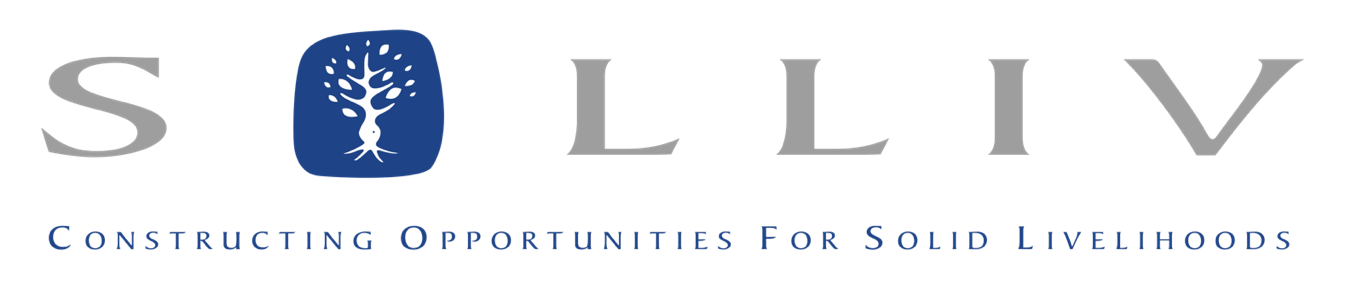 SOLLIV
CONSTRUCTING OPPORTUNITIES FOR SOLID LIVELIHOODS